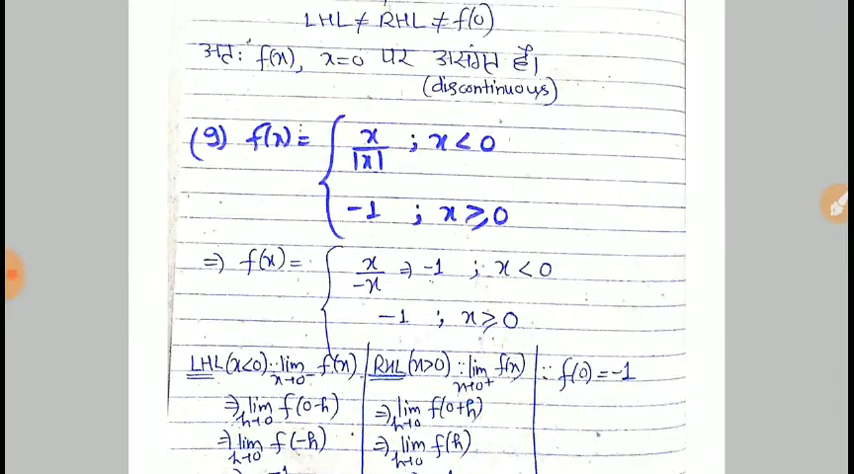 LHL ≠ RHL ≠ f(0)
अतः f(x), x=0 पर असंतत है।
(discontinuous)
(9) f(x) = { x/|x| ; x < 0
-1 ; x ≥ 0
⇒ f(x) = { x/-x ⇒ -1 ; x < 0
-1 ; x ≥ 0
LHL (x<0) : lim x→0⁻ f(x) | RHL (x>0) : lim x→0⁺ f(x) | ∵ f(0) = -1
⇒ lim h→0 f(0-h) | ⇒ lim h→0 f(0+h)
⇒ lim h→0 f(-h) | ⇒ lim h→0 f(h)